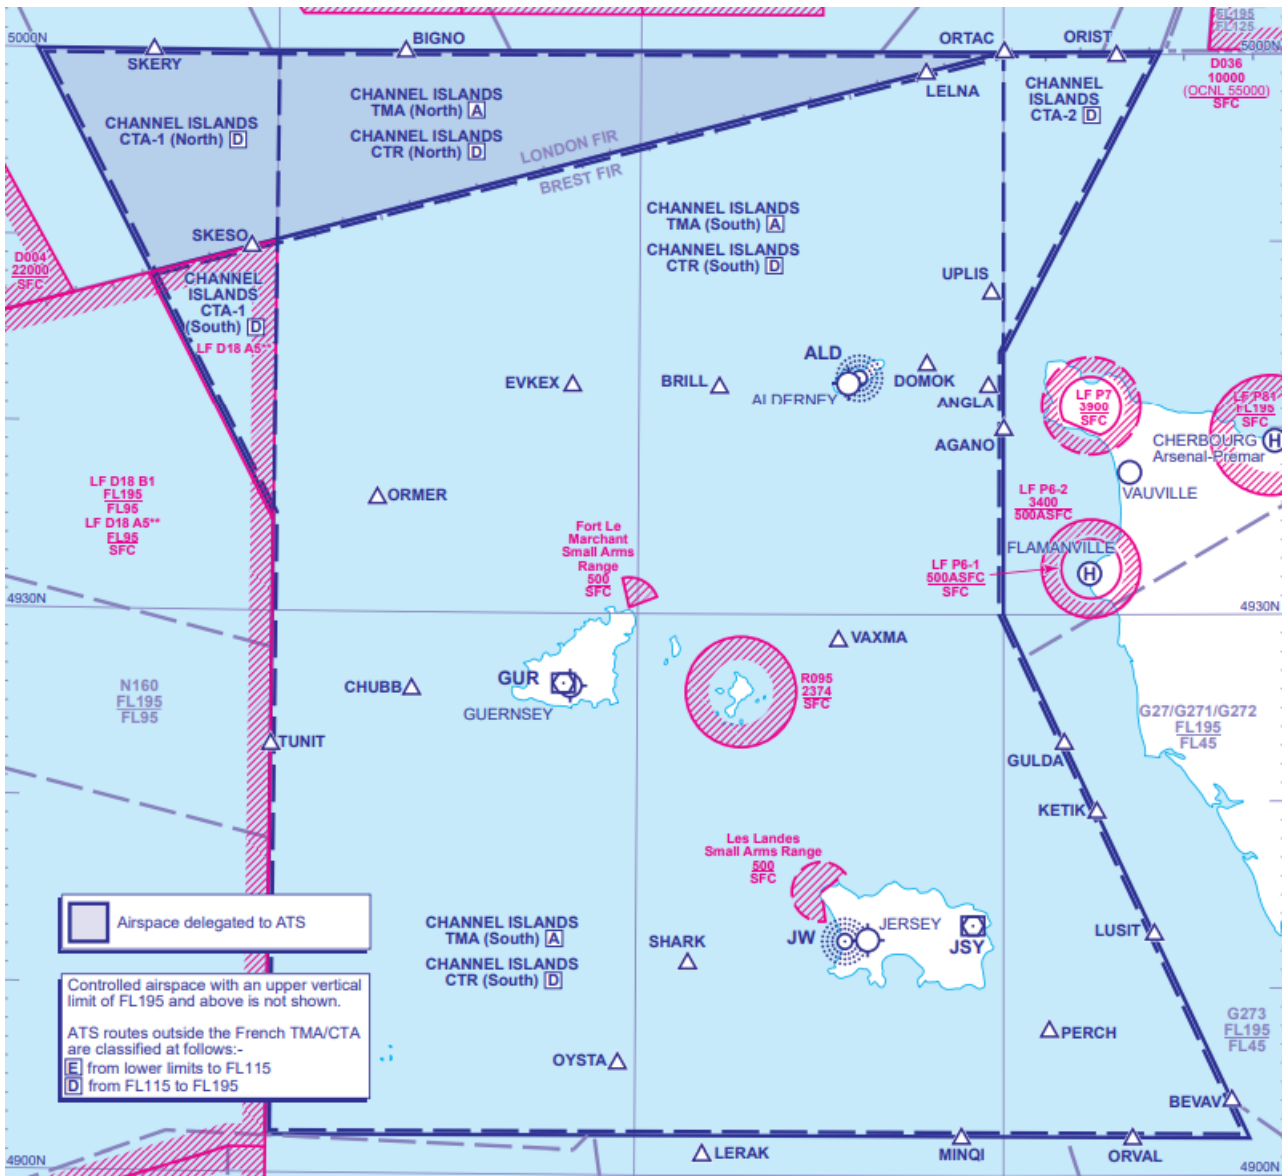 BIGNO
ORTAC
ORIST
FL195
FL125
5000N
5000N
SKERY
LELNA
D036
10000
(OCNL 55000)
SFC
CHANNEL ISLANDS
TMA (North) A
CHANNEL ISLANDS
CTR (North) D
CHANNEL
ISLANDS
CTA-2 D
CHANNEL ISLANDS
CTA-1 (North) D
LONDON FIR
BREST FIR
CHANNEL ISLANDS
TMA (South) A
CHANNEL ISLANDS
CTR (South) D
SKESO
D004
22000
SFC
CHANNEL
ISLANDS
CTA-1
(South) D
LF D18 A5**
UPLIS
ALD
EVKEX
BRILL
ALDERNEY
DOMOK
ANGLA
LF P7
3900
SFC
LF P81
FL195
SFC
AGANO
CHERBOURG
Arsenal-Premar
H
LF D18 B1
FL195
FL95
LF D18 A5**
FL95
SFC
ORMER
VAUVILLE
LF P6-2
3400
500ASFC
Fort Le
Marchant
Small Arms
Range
500
SFC
FLAMANVILLE
H
LF P6-1
500ASFC
SFC
4930N
4930N
VAXMA
GUR
CHUBB
GUERNSEY
R095
2374
SFC
N160
FL195
FL95
G27/G271/G272
FL195
FL45
TUNIT
GULDA
KETIK
Les Landes
Small Arms Range
500
SFC
Airspace delegated to ATS
CHANNEL ISLANDS
TMA (South) A
CHANNEL ISLANDS
CTR (South) D
SHARK
JW
JERSEY
JSY
LUSIT
Controlled airspace with an upper vertical
limit of FL195 and above is not shown.
ATS routes outside the French TMA/CTA
are classified at follows:-
E from lower limits to FL115
D from FL115 to FL195
G273
FL195
FL45
PERCH
OYSTA
BEVAV
LERAK
MINQI
ORVAL
4900N
4900N